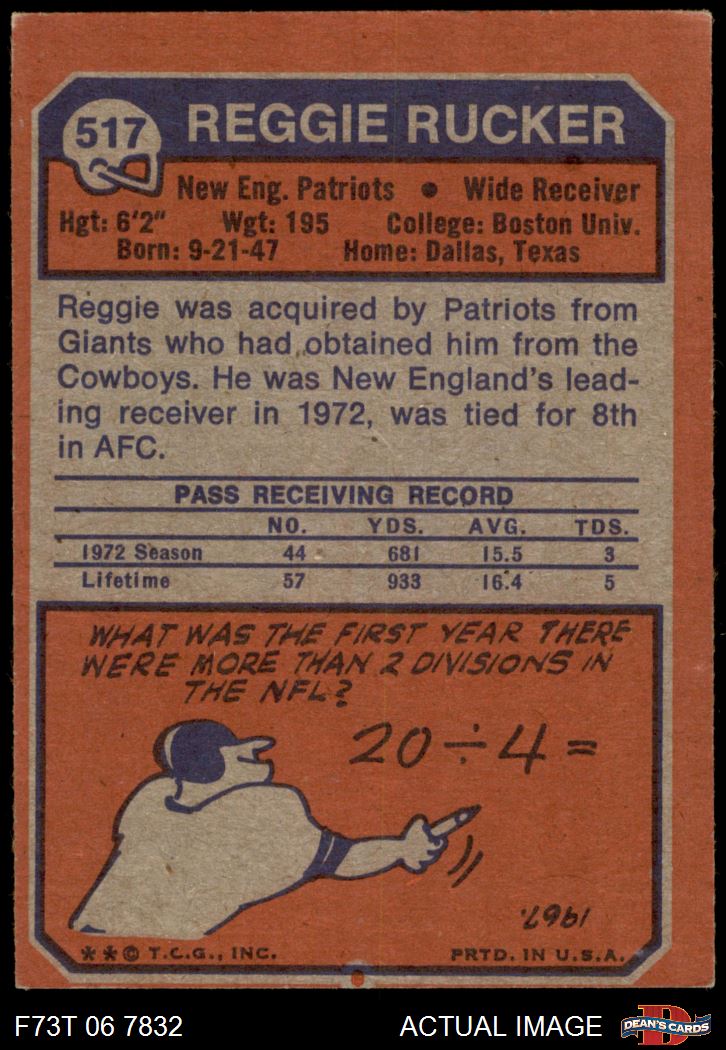 517
REGGIE RUCKER
New Eng. Patriots • Wide Receiver
Hgt: 6'2" Wgt: 195 College: Boston Univ.
Born: 9-21-47 Home: Dallas, Texas
Reggie was acquired by Patriots from
Giants who had obtained him from the
Cowboys. He was New England's lead-
ing receiver in 1972, was tied for 8th
in AFC.
PASS RECEIVING RECORD
NO. YDS. AVG. TDS.
1972 Season 44 681 15.5 3
Lifetime 57 933 16.4 5
WHAT WAS THE FIRST YEAR THERE
WERE MORE THAN 2 DIVISIONS IN
THE NFL?
20 ÷ 4 =
1967.
**© T.C.G., INC. PRTD. IN U.S.A.
F73T 06 7832 ACTUAL IMAGE
D
DEAN'S CARDS